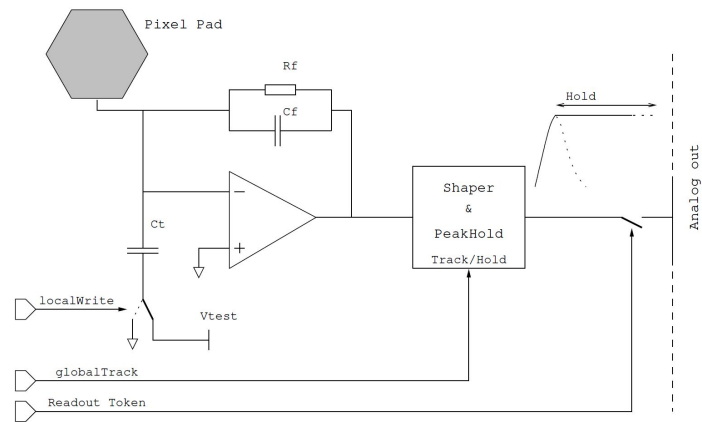 Pixel Pad
Rf
Cf
Hold
Analog out
−
+
Ct
Shaper
&
PeakHold
Track/Hold
localWrite
Vtest
globalTrack
Readout Token